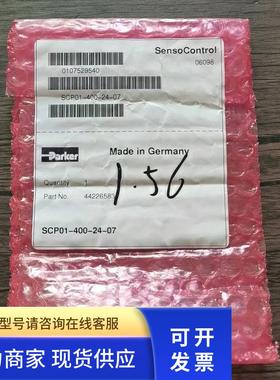 SensoControl
06098
0107529540
SCP01-400-24-07
Parker
Made in Germany
Quantity 1
1.56
Part No.
SCP01-400-24-07
型号请咨询在线客服
商家 现货供应
可开
发票